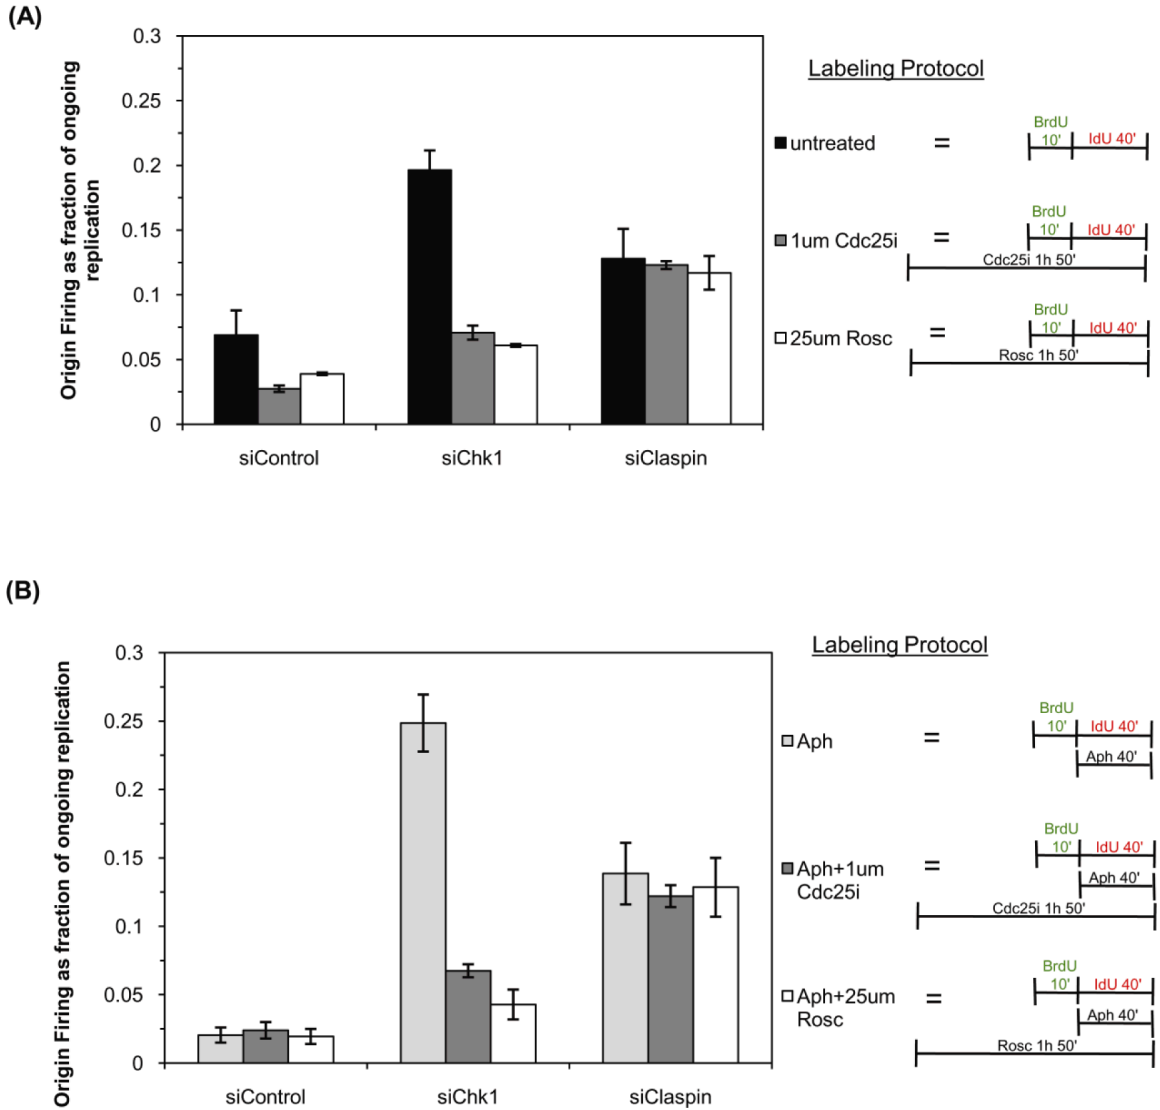 (A)
Origin Firing as fraction of ongoing
replication
0.3
0.25
0.2
0.15
0.1
0.05
0
siControl
siChk1
siClaspin
Labeling Protocol
untreated
=
BrdU
10'
IdU 40'
1um Cdc25i
=
BrdU
10'
IdU 40'
Cdc25i 1h 50'
25um Rosc
=
BrdU
10'
IdU 40'
Rosc 1h 50'
(B)
Origin Firing as fraction of ongoing replication
0.3
0.25
0.2
0.15
0.1
0.05
0
siControl
siChk1
siClaspin
Labeling Protocol
Aph
=
BrdU
10'
IdU 40'
Aph 40'
Aph+1um
Cdc25i
=
BrdU
10'
IdU 40'
Aph 40'
Cdc25i 1h 50'
Aph+25um
Rosc
=
BrdU
10'
IdU 40'
Aph 40'
Rosc 1h 50'